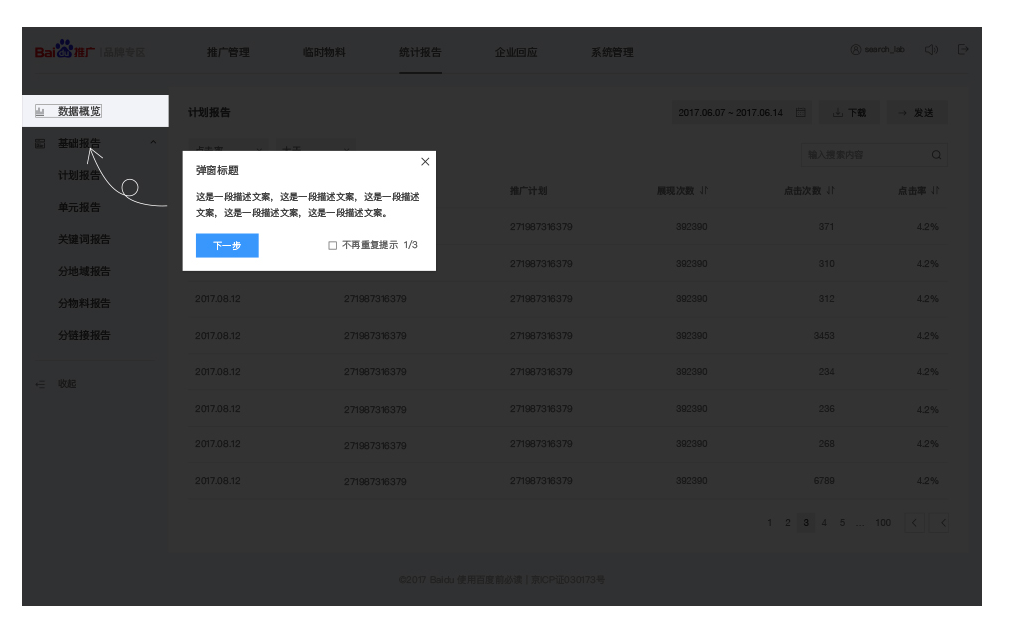 Bai du 推广 | 品牌专区
推广管理 临时物料 统计报告 企业回应 系统管理
search_lab
数据概览
计划报告
2017.06.07 ~ 2017.06.14 下载 发送
基础报告
点击率 大于
输入搜索内容
弹窗标题
这是一段描述文案，这是一段描述文案，这是一段描述
文案，这是一段描述文案，这是一段描述文案。
下一步 不再重复提示 1/3
计划报告
单元报告
关键词报告
分地域报告
分物料报告
分链接报告
收起
推广计划 展现次数 点击次数 点击率
271987316379 392390 371 4.2%
271987316379 392390 310 4.2%
2017.08.12 271987316379 271987316379 392390 312 4.2%
2017.08.12 271987316379 271987316379 392390 3453 4.2%
2017.08.12 271987316379 271987316379 392390 234 4.2%
2017.08.12 271987316379 271987316379 392390 236 4.2%
2017.08.12 271987316379 271987316379 392390 268 4.2%
2017.08.12 271987316379 271987316379 392390 6789 4.2%
1 2 3 4 5 ... 100
©2017 Baidu 使用百度前必读 | 京ICP证030173号